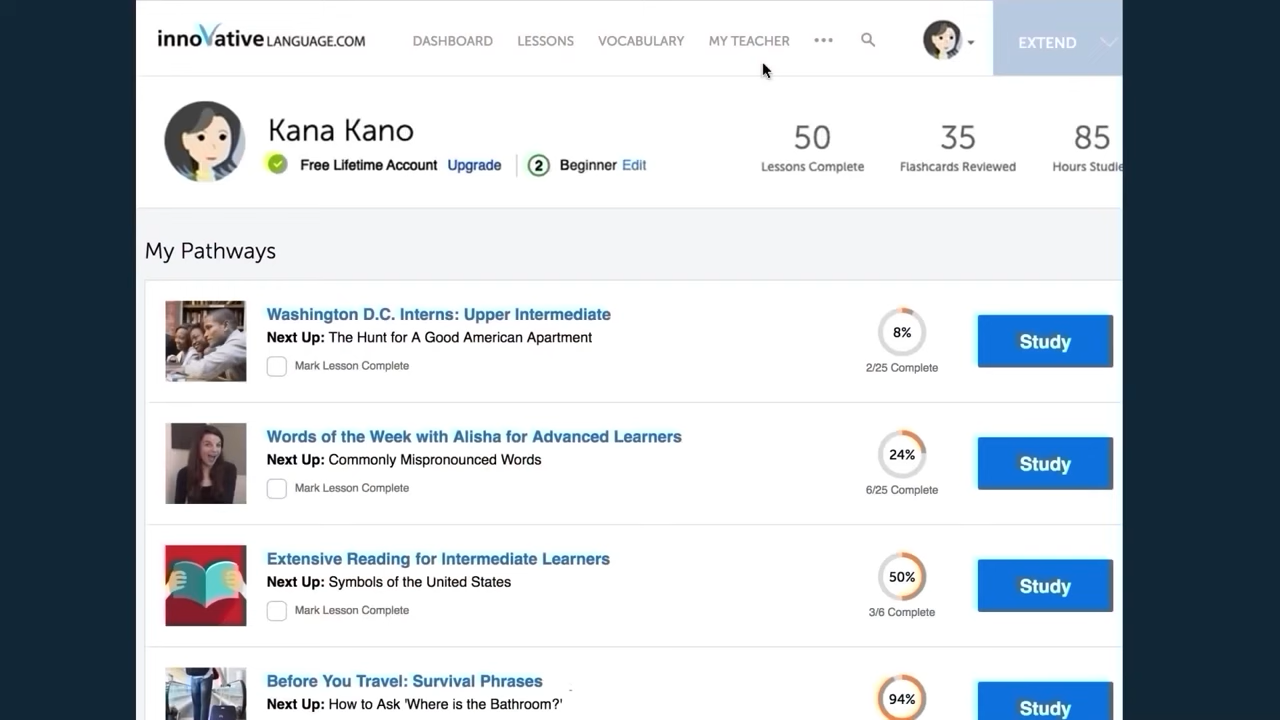 innoVative LANGUAGE.COM
DASHBOARD LESSONS VOCABULARY MY TEACHER ••• EXTEND
Kana Kano
Free Lifetime Account Upgrade 2 Beginner Edit
50 35 85
Lessons Complete Flashcards Reviewed Hours Studie
My Pathways
Washington D.C. Interns: Upper Intermediate
Next Up: The Hunt for A Good American Apartment
Mark Lesson Complete
8%
2/25 Complete
Study
Words of the Week with Alisha for Advanced Learners
Next Up: Commonly Mispronounced Words
Mark Lesson Complete
24%
6/25 Complete
Study
Extensive Reading for Intermediate Learners
Next Up: Symbols of the United States
Mark Lesson Complete
50%
3/6 Complete
Study
Before You Travel: Survival Phrases
Next Up: How to Ask 'Where is the Bathroom?'
94%
Study